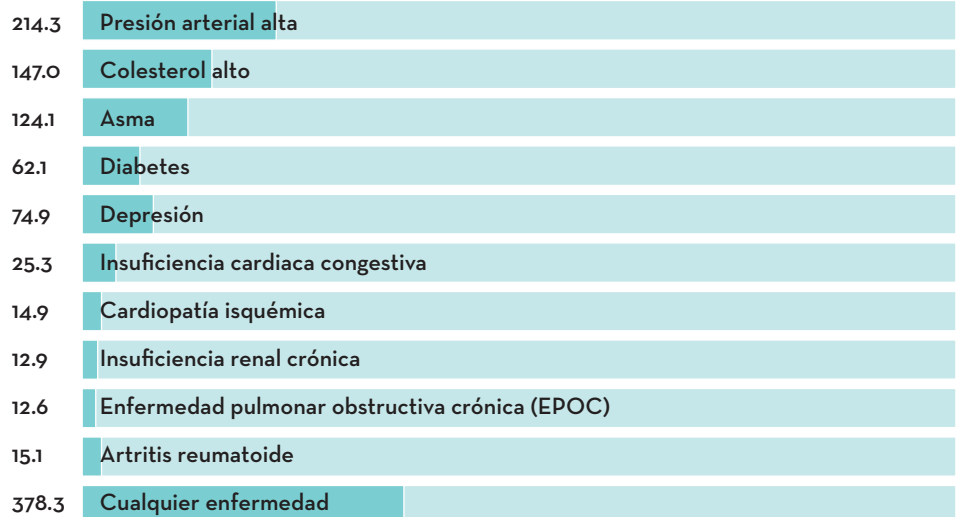 214.3 Presión arterial alta
147.0 Colesterol alto
124.1 Asma
62.1 Diabetes
74.9 Depresión
25.3 Insuficiencia cardiaca congestiva
14.9 Cardiopatía isquémica
12.9 Insuficiencia renal crónica
12.6 Enfermedad pulmonar obstructiva crónica (EPOC)
15.1 Artritis reumatoide
378.3 Cualquier enfermedad